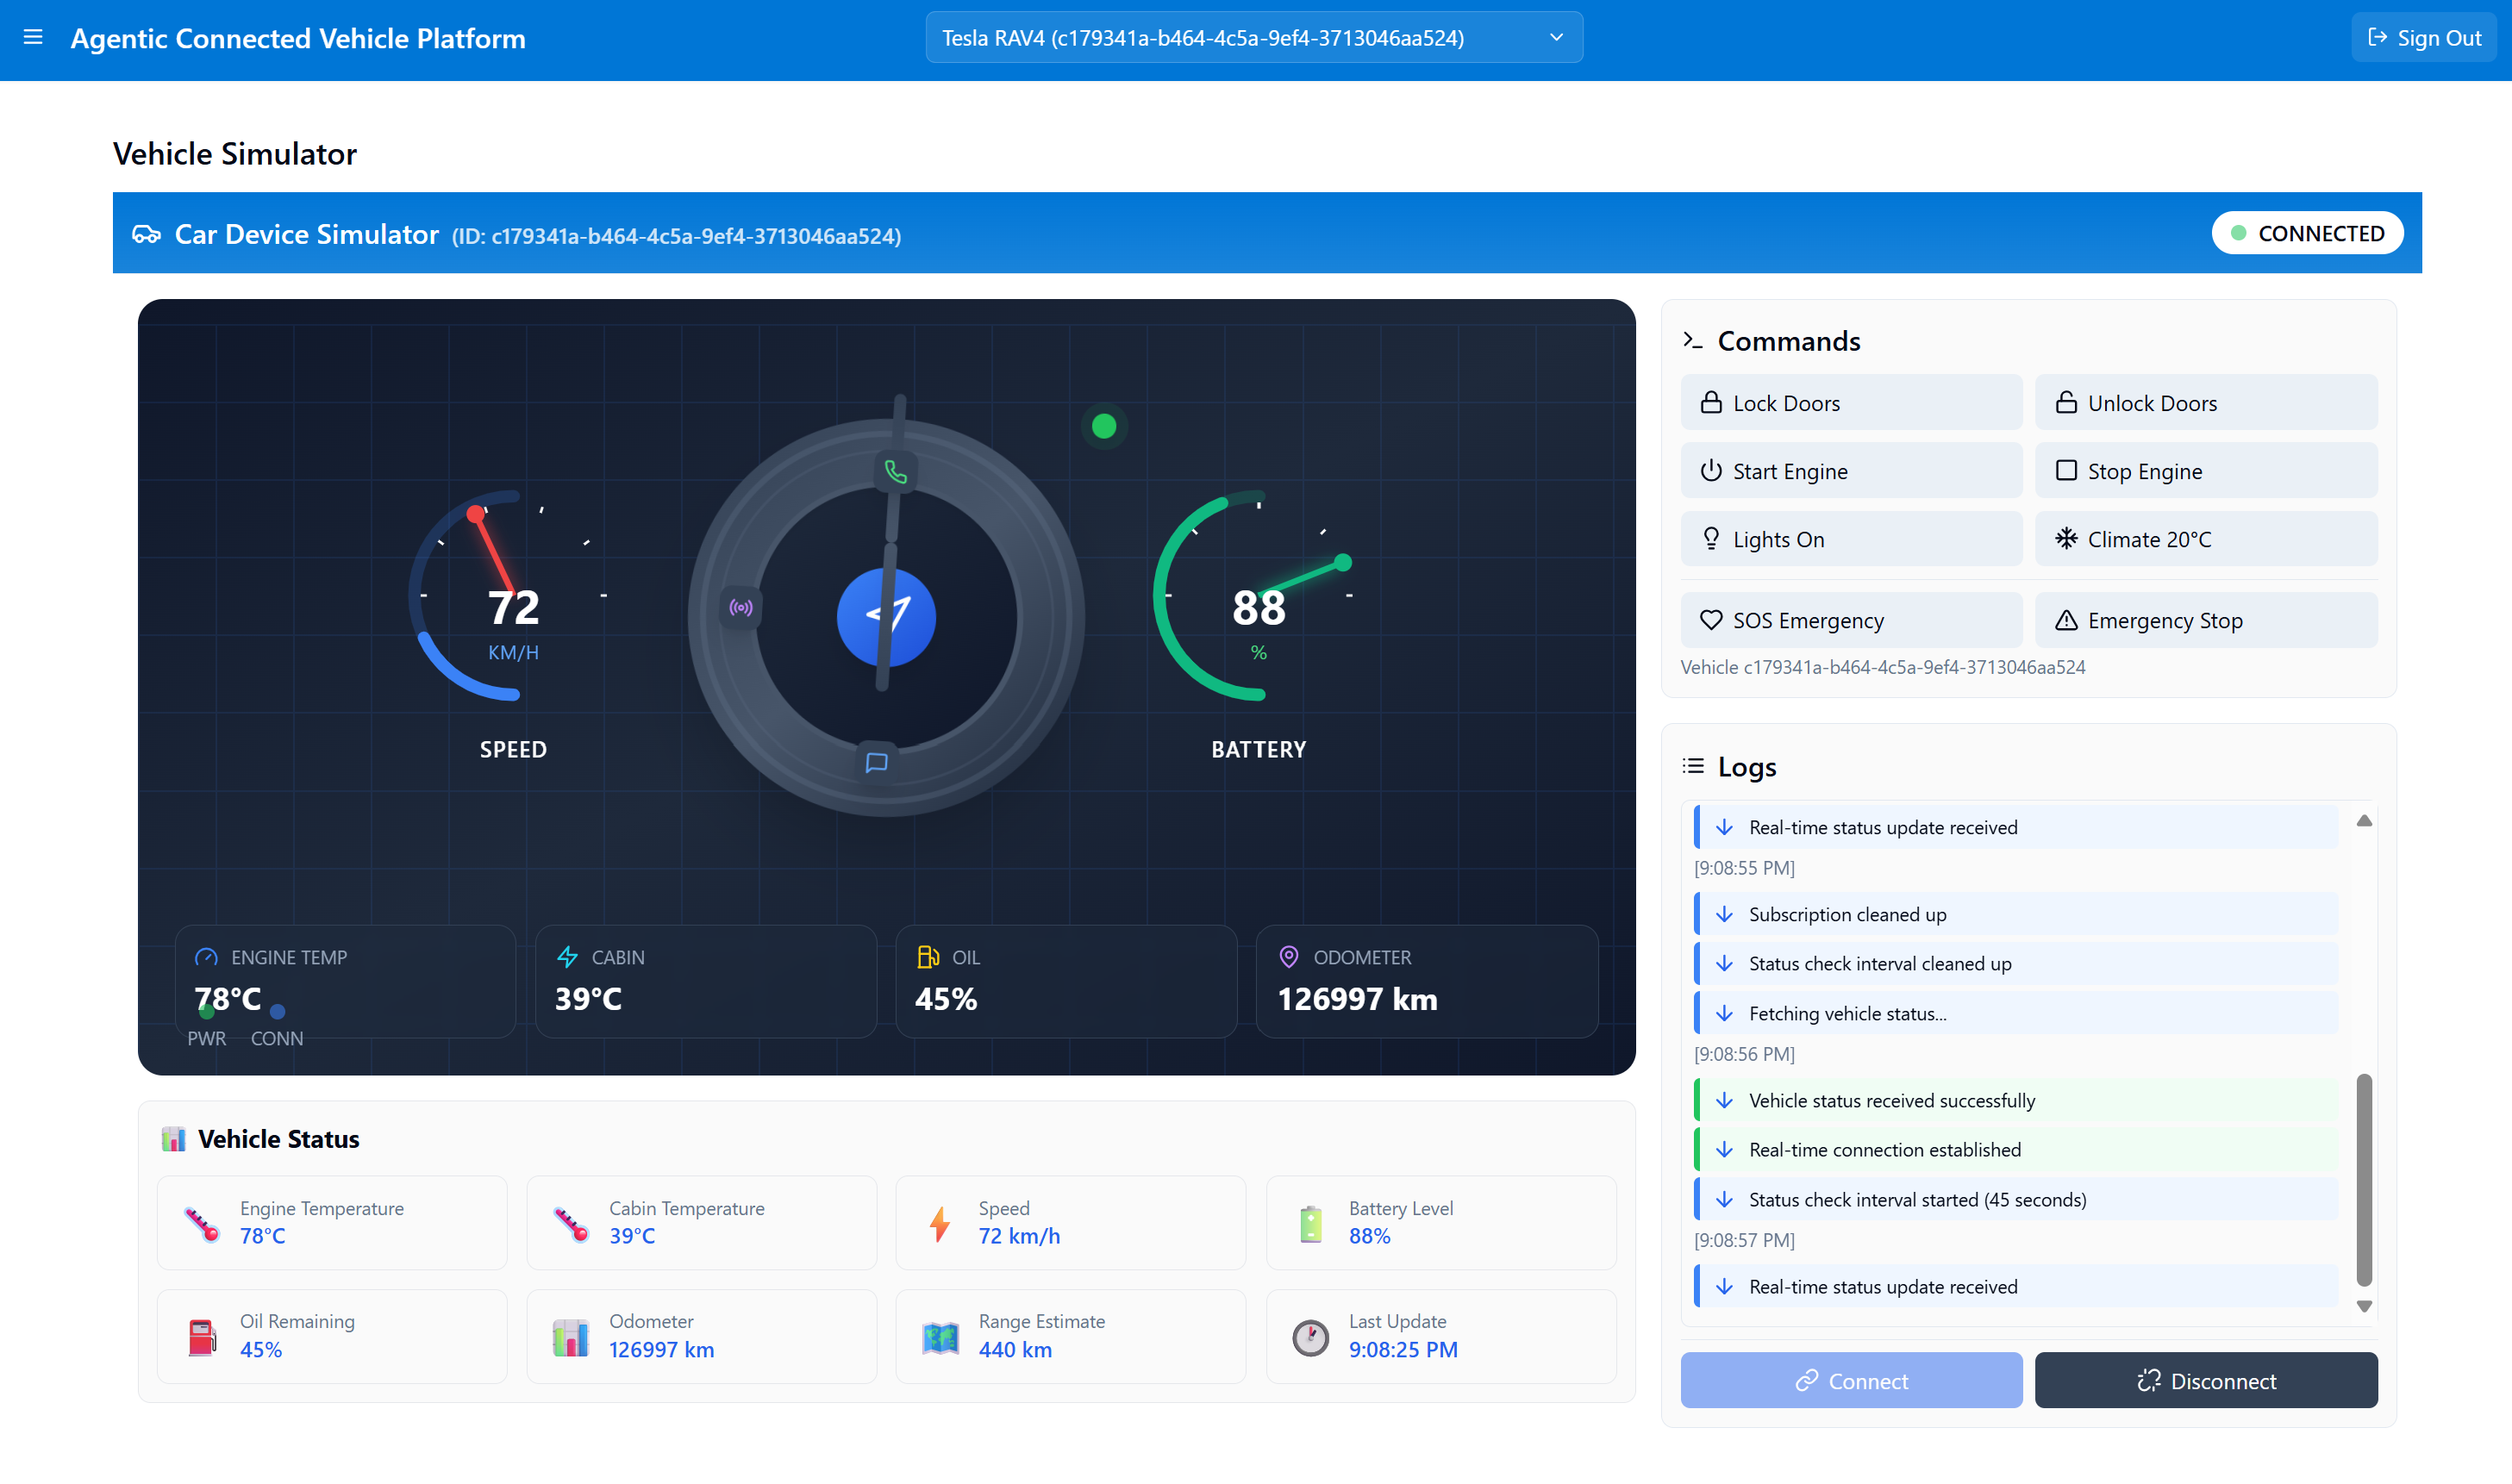 Agentic Connected Vehicle Platform
Tesla RAV4 (c179341a-b464-4c5a-9ef4-3713046aa524)
Sign Out
Vehicle Simulator
Car Device Simulator (ID: c179341a-b464-4c5a-9ef4-3713046aa524)
CONNECTED
72
KM/H
SPEED
88
%
BATTERY
ENGINE TEMP
78°C
PWR
CONN
CABIN
39°C
OIL
45%
ODOMETER
126997 km
Vehicle Status
Engine Temperature
78°C
Cabin Temperature
39°C
Speed
72 km/h
Battery Level
88%
Oil Remaining
45%
Odometer
126997 km
Range Estimate
440 km
Last Update
9:08:25 PM
Commands
Lock Doors
Unlock Doors
Start Engine
Stop Engine
Lights On
Climate 20°C
SOS Emergency
Emergency Stop
Vehicle c179341a-b464-4c5a-9ef4-3713046aa524
Logs
Real-time status update received
[9:08:55 PM]
Subscription cleaned up
Status check interval cleaned up
Fetching vehicle status...
[9:08:56 PM]
Vehicle status received successfully
Real-time connection established
Status check interval started (45 seconds)
[9:08:57 PM]
Real-time status update received
Connect
Disconnect